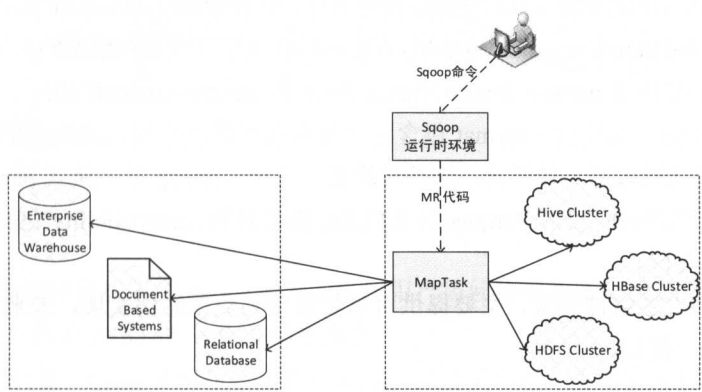 Sqoop命令
Sqoop
运行时环境
MR代码
Enterprise
Data
Warehouse
Document
Based
Systems
Relational
Database
MapTask
Hive Cluster
HBase Cluster
HDFS Cluster